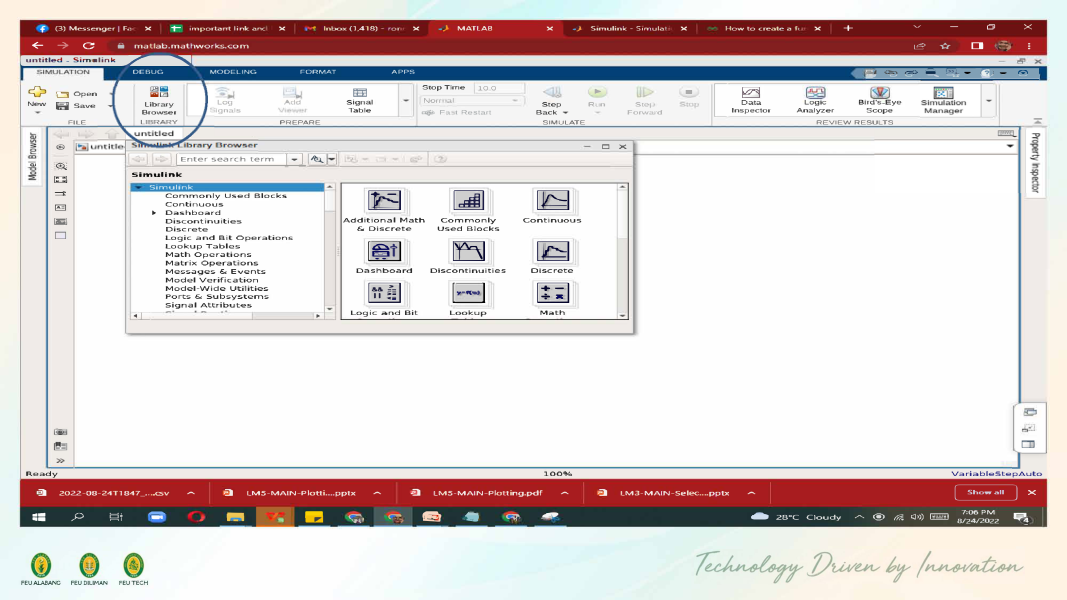 (3) Messenger | Fac
important link and
Inbox (1,418) - ronr
MATLAB
Simulink - Simulatio
How to create a fun
matlab.mathworks.com
untitled - Simulink
SIMULATION DEBUG MODELING FORMAT APPS
New
Open
Save
FILE
Library Browser
LIBRARY
Log Signals
Add Viewer
Signal Table
PREPARE
Stop Time 10.0
Normal
Fast Restart
Step Back
Run
Step Forward
Stop
SIMULATE
Data Inspector
Logic Analyzer
Bird's-Eye Scope
Simulation Manager
REVIEW RESULTS
Model Browser
untitled
untitle
Property Inspector
Simulink Library Browser
Enter search term
Simulink
Simulink
Commonly Used Blocks
Continuous
Dashboard
Discontinuities
Discrete
Logic and Bit Operations
Lookup Tables
Math Operations
Matrix Operations
Messages & Events
Model Verification
Model-Wide Utilities
Ports & Subsystems
Signal Attributes
Additional Math & Discrete
Commonly Used Blocks
Continuous
Dashboard
Discontinuities
Discrete
Logic and Bit
Lookup
Math
Ready
100%
VariableStepAuto
2022-08-24T1847_....csv
LM5-MAIN-Plotti....pptx
LM5-MAIN-Plotting.pdf
LM3-MAIN-Selec....pptx
Show all
28°C Cloudy
7:06 PM
8/24/2022
FEU ALABANG FEU DILIMAN FEU TECH
Technology Driven by Innovation